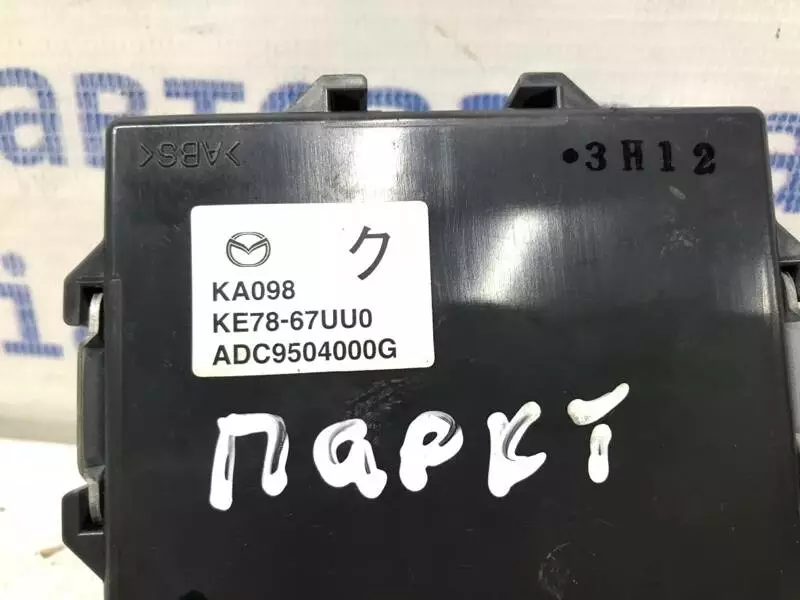 >ABS<
•3H12
ク
KA098
KE78-67UU0
ADC9504000G
паркт